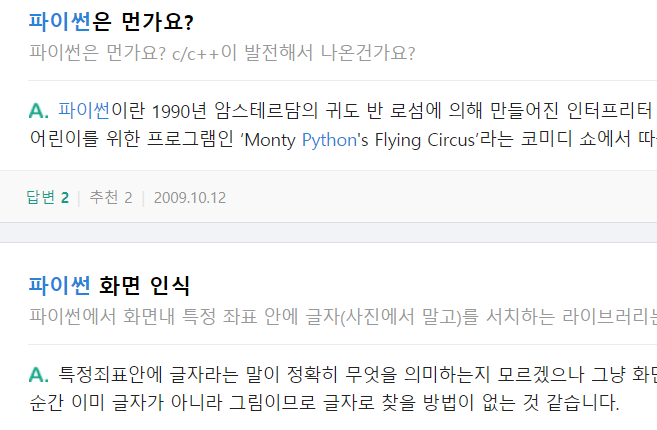 파이썬은 먼가요?
파이썬은 먼가요? c/c++이 발전해서 나온건가요?
A. 파이썬이란 1990년 암스테르담의 귀도 반 로섬에 의해 만들어진 인터프리터
어린이를 위한 프로그램인 ‘Monty Python's Flying Circus’라는 코미디 쇼에서 따
답변 2 | 추천 2 | 2009.10.12
파이썬 화면 인식
파이썬에서 화면내 특정 좌표 안에 글자(사진에서 말고)를 서치하는 라이브러리는
A. 특정죄표안에 글자라는 말이 정확히 무엇을 의미하는지 모르겠으나 그냥 화면
순간 이미 글자가 아니라 그림이므로 글자로 찾을 방법이 없는 것 같습니다.